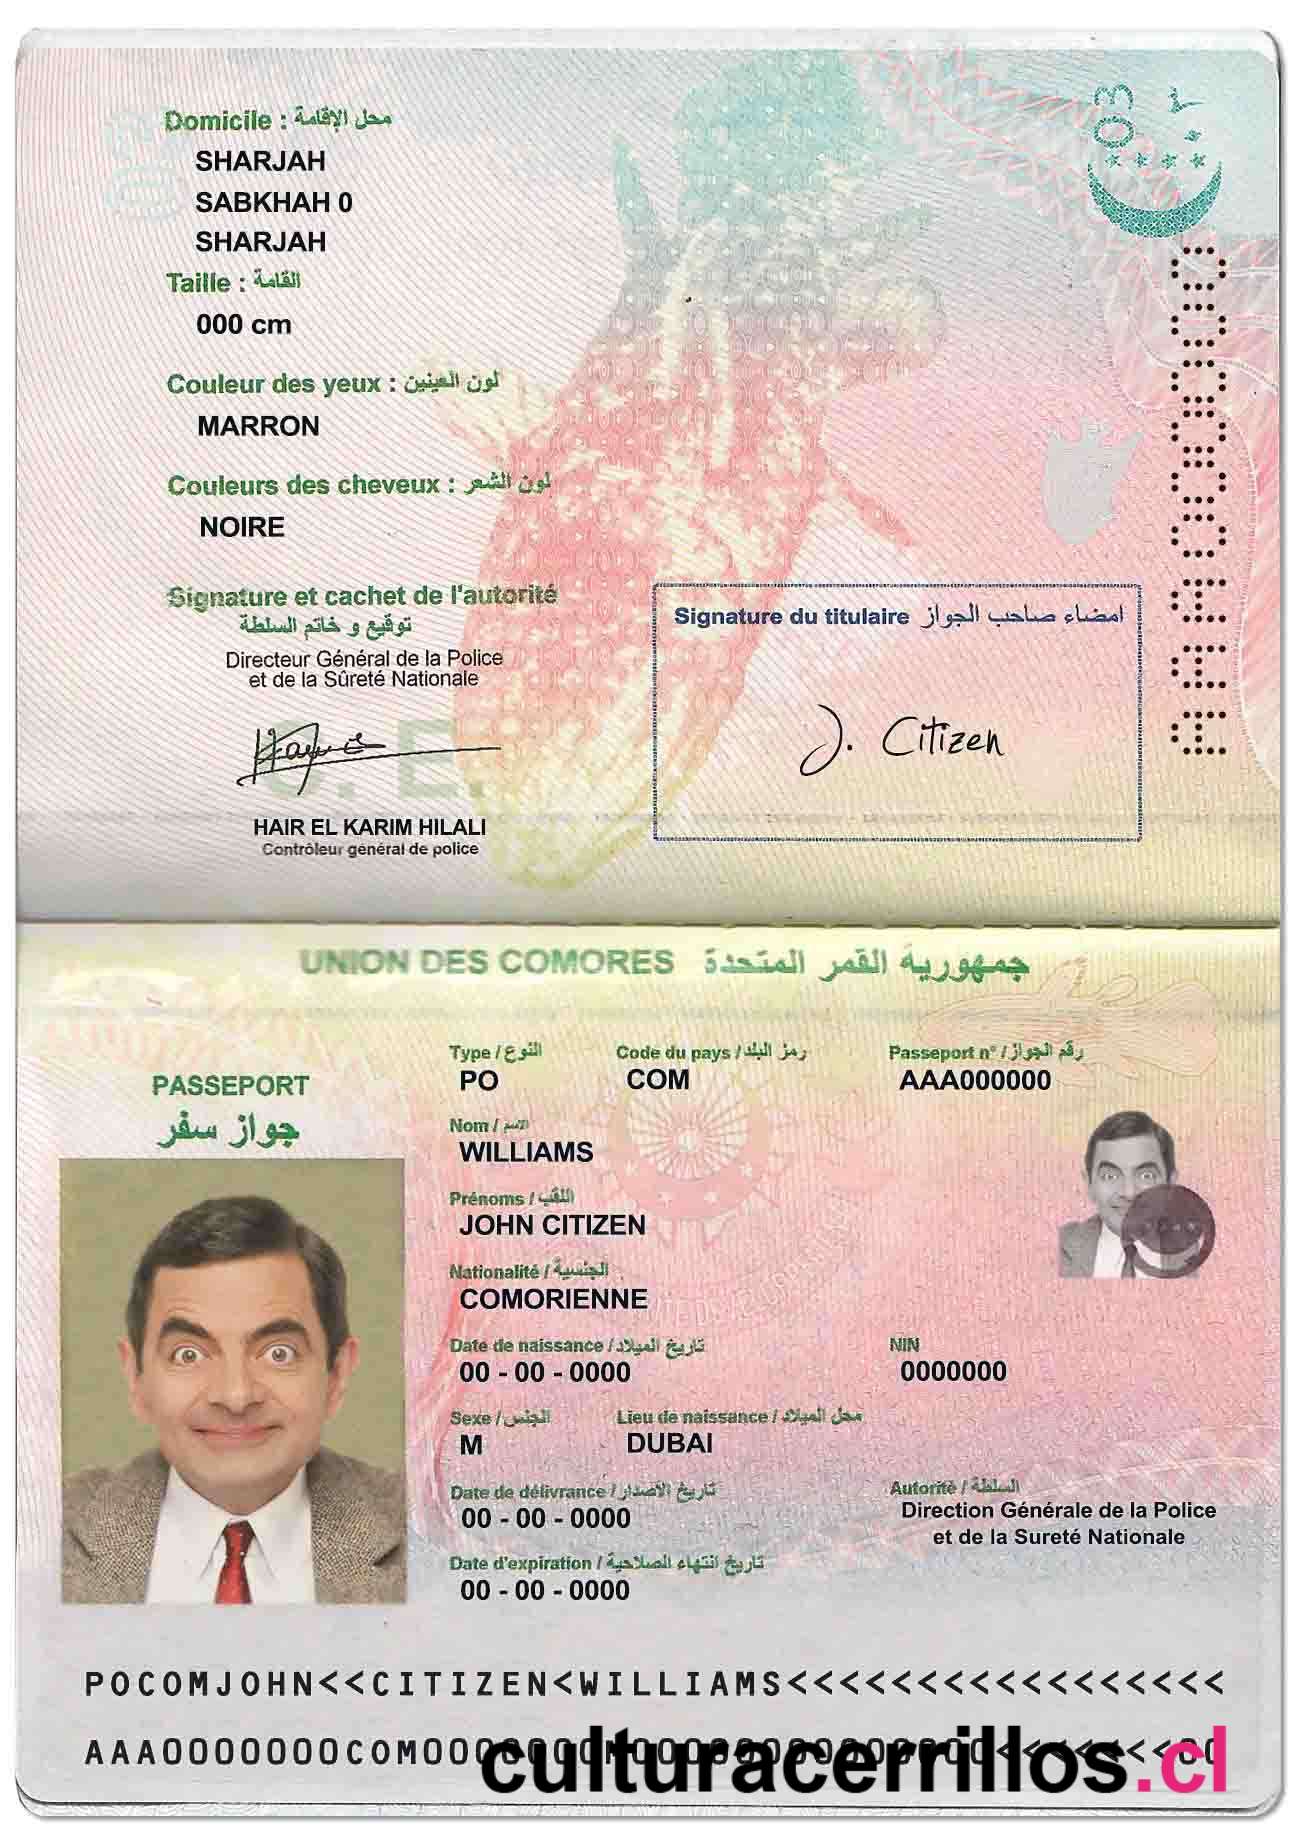 Domicile : محل الإقامة
SHARJAH
SABKHAH 0
SHARJAH
Taille : القامة
000 cm
Couleur des yeux : لون العينين
MARRON
Couleurs des cheveux : لون الشعر
NOIRE
Signature et cachet de l'autorité
توقيع و خاتم السلطة
Directeur Général de la Police
et de la Sûreté Nationale
HAIR EL KARIM HILALI
Contrôleur général de police
03
٠٣
AAA000000
Signature du titulaire امضاء صاحب الجواز
J. Citizen
UNION DES COMORES جمهورية القمر المتحدة
PASSEPORT
جواز سفر
Type / النوع Code du pays / رمز البلد Passeport n° / رقم الجواز
PO COM AAA000000
Nom / الاسم
WILLIAMS
Prénoms / اللقب
JOHN CITIZEN
Nationalité / الجنسية
COMORIENNE
Date de naissance / تاريخ الميلاد NIN
00 - 00 - 0000 0000000
Sexe / الجنس Lieu de naissance / محل الميلاد
M DUBAI
Date de délivrance / تاريخ الاصدار Autorité / السلطة
00 - 00 - 0000 Direction Générale de la Police
et de la Sureté Nationale
Date d'expiration / تاريخ انتهاء الصلاحية
00 - 00 - 0000
POCOMJOHN<<CITIZEN<WILLIAMS<<<<<<<<<<<<<<<<<
culturacerrillos.cl